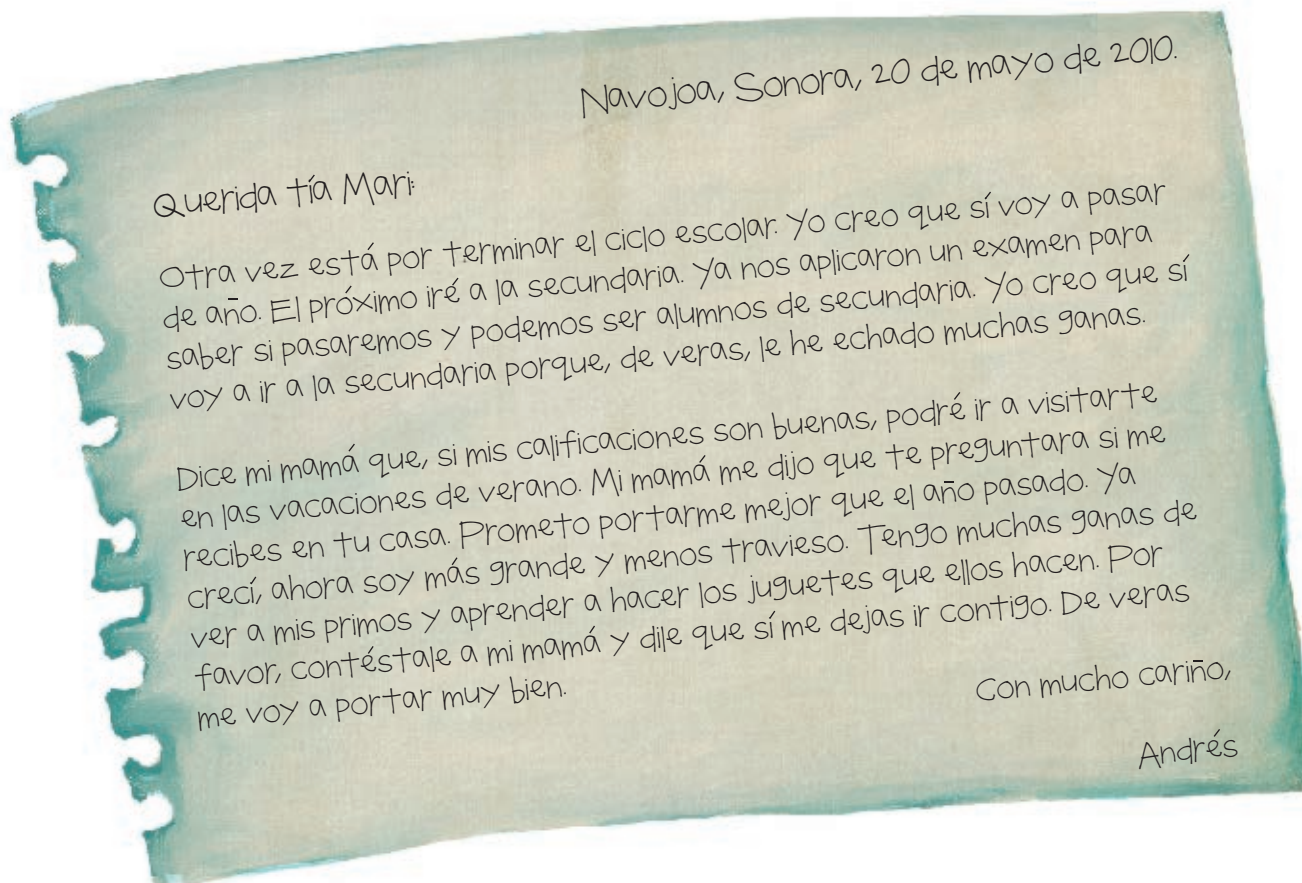 Navojoa, Sonora, 20 de mayo de 2010.
Querida tía Mari:
Otra vez está por terminar el ciclo escolar. Yo creo que sí voy a pasar
de año. El próximo iré a la secundaria. Ya nos aplicaron un examen para
saber si pasaremos y podemos ser alumnos de secundaria. Yo creo que sí
voy a ir a la secundaria porque, de veras, le he echado muchas ganas.
Dice mi mamá que, si mis calificaciones son buenas, podré ir a visitarte
en las vacaciones de verano. Mi mamá me dijo que te preguntara si me
recibes en tu casa. Prometo portarme mejor que el año pasado. Ya
crecí, ahora soy más grande y menos travieso. Tengo muchas ganas de
ver a mis primos y aprender a hacer los juguetes que ellos hacen. Por
favor, contéstale a mi mamá y dile que sí me dejas ir contigo. De veras
me voy a portar muy bien.
Con mucho cariño,
Andrés